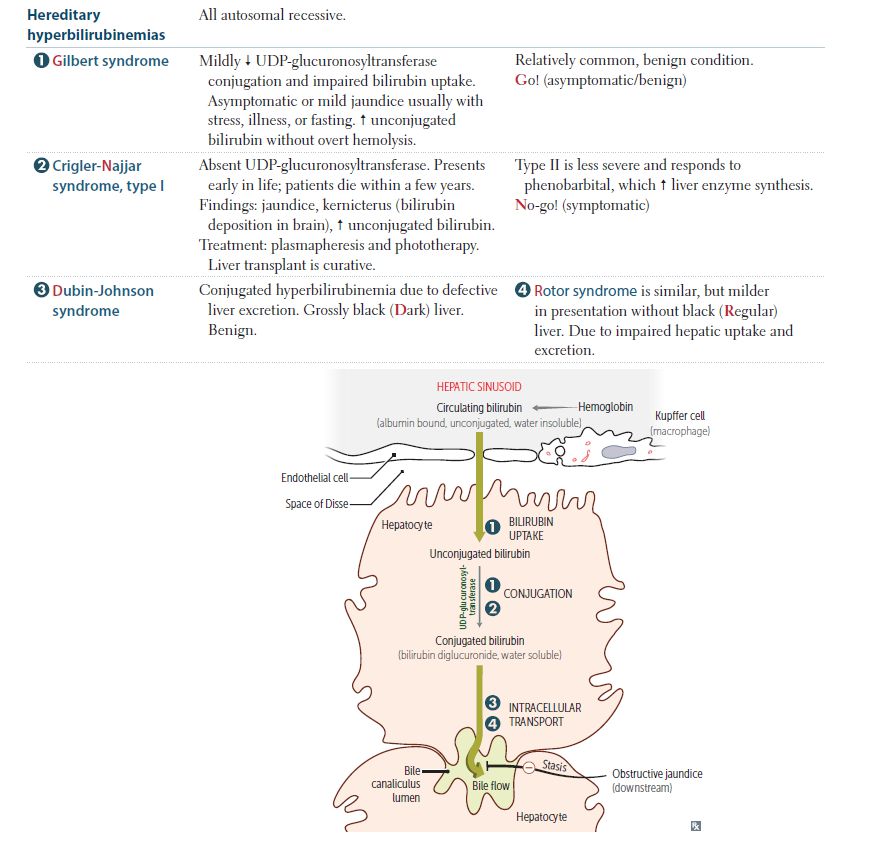 Hereditary
hyperbilirubinemias
All autosomal recessive.
❶ Gilbert syndrome
Mildly ↓ UDP-glucuronosyltransferase
conjugation and impaired bilirubin uptake.
Asymptomatic or mild jaundice usually with
stress, illness, or fasting. ↑ unconjugated
bilirubin without overt hemolysis.
Relatively common, benign condition.
Go! (asymptomatic/benign)
❷ Crigler-Najjar
syndrome, type I
Absent UDP-glucuronosyltransferase. Presents
early in life; patients die within a few years.
Findings: jaundice, kernicterus (bilirubin
deposition in brain), ↑ unconjugated bilirubin.
Treatment: plasmapheresis and phototherapy.
Liver transplant is curative.
Type II is less severe and responds to
phenobarbital, which ↑ liver enzyme synthesis.
No-go! (symptomatic)
❸ Dubin-Johnson
syndrome
Conjugated hyperbilirubinemia due to defective
liver excretion. Grossly black (Dark) liver.
Benign.
❹ Rotor syndrome is similar, but milder
in presentation without black (Regular)
liver. Due to impaired hepatic uptake and
excretion.
HEPATIC SINUSOID
Circulating bilirubin
(albumin bound, unconjugated, water insoluble)
Hemoglobin
Kupffer cell
(macrophage)
Endothelial cell
Space of Disse
Hepatocyte
❶ BILIRUBIN
UPTAKE
Unconjugated bilirubin
UDP-glucuronosyl-
transferase
❶
❷
CONJUGATION
Conjugated bilirubin
(bilirubin diglucuronide, water soluble)
❸
❹
INTRACELLULAR
TRANSPORT
Bile
canaliculus
lumen
Bile flow
Stasis
Obstructive jaundice
(downstream)
Hepatocyte